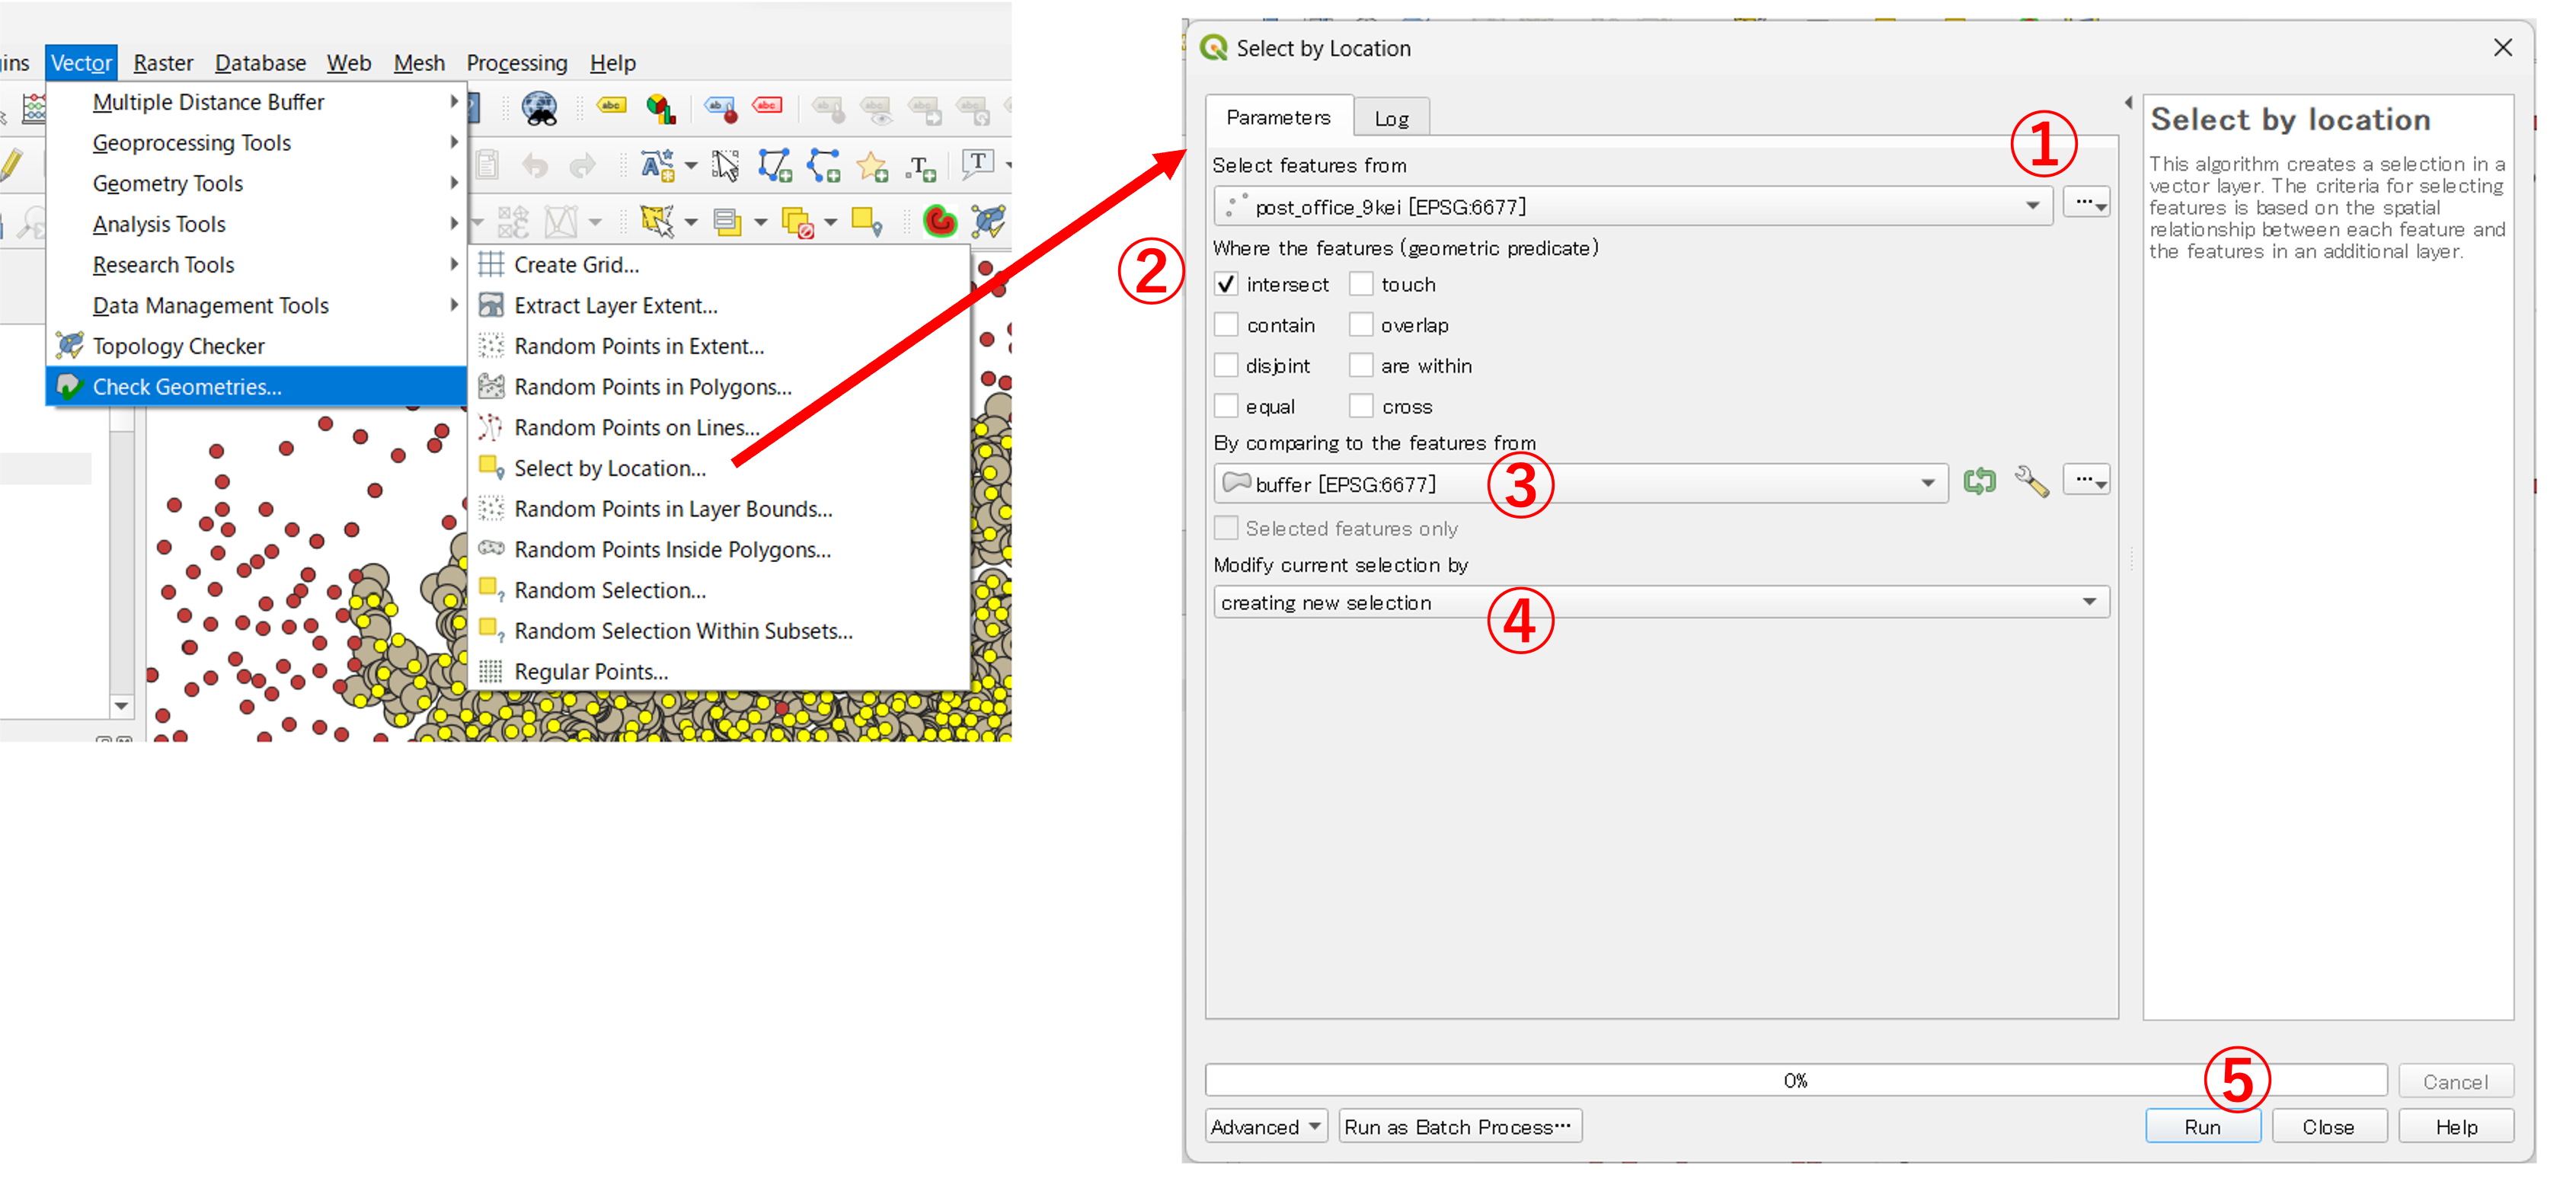 ins Vector Raster Database Web Mesh Processing Help
Multiple Distance Buffer
Geoprocessing Tools
Geometry Tools
Analysis Tools
Research Tools
Data Management Tools
Topology Checker
Check Geometries...
abc
ab
abc
T
T
Create Grid...
Extract Layer Extent...
Random Points in Extent...
Random Points in Polygons...
Random Points on Lines...
Select by Location...
Random Points in Layer Bounds...
Random Points Inside Polygons...
Random Selection...
Random Selection Within Subsets...
Regular Points...
②
Select by Location
Parameters Log
①
Select features from
post_office_9kei [EPSG:6677]
Where the features (geometric predicate)
intersect touch
contain overlap
disjoint are within
equal cross
By comparing to the features from
buffer [EPSG:6677]
③
Selected features only
Modify current selection by
creating new selection
④
Select by location
This algorithm creates a selection in a
vector layer. The criteria for selecting
features is based on the spatial
relationship between each feature and
the features in an additional layer.
0%
⑤
Cancel
Advanced Run as Batch Process… Run Close Help